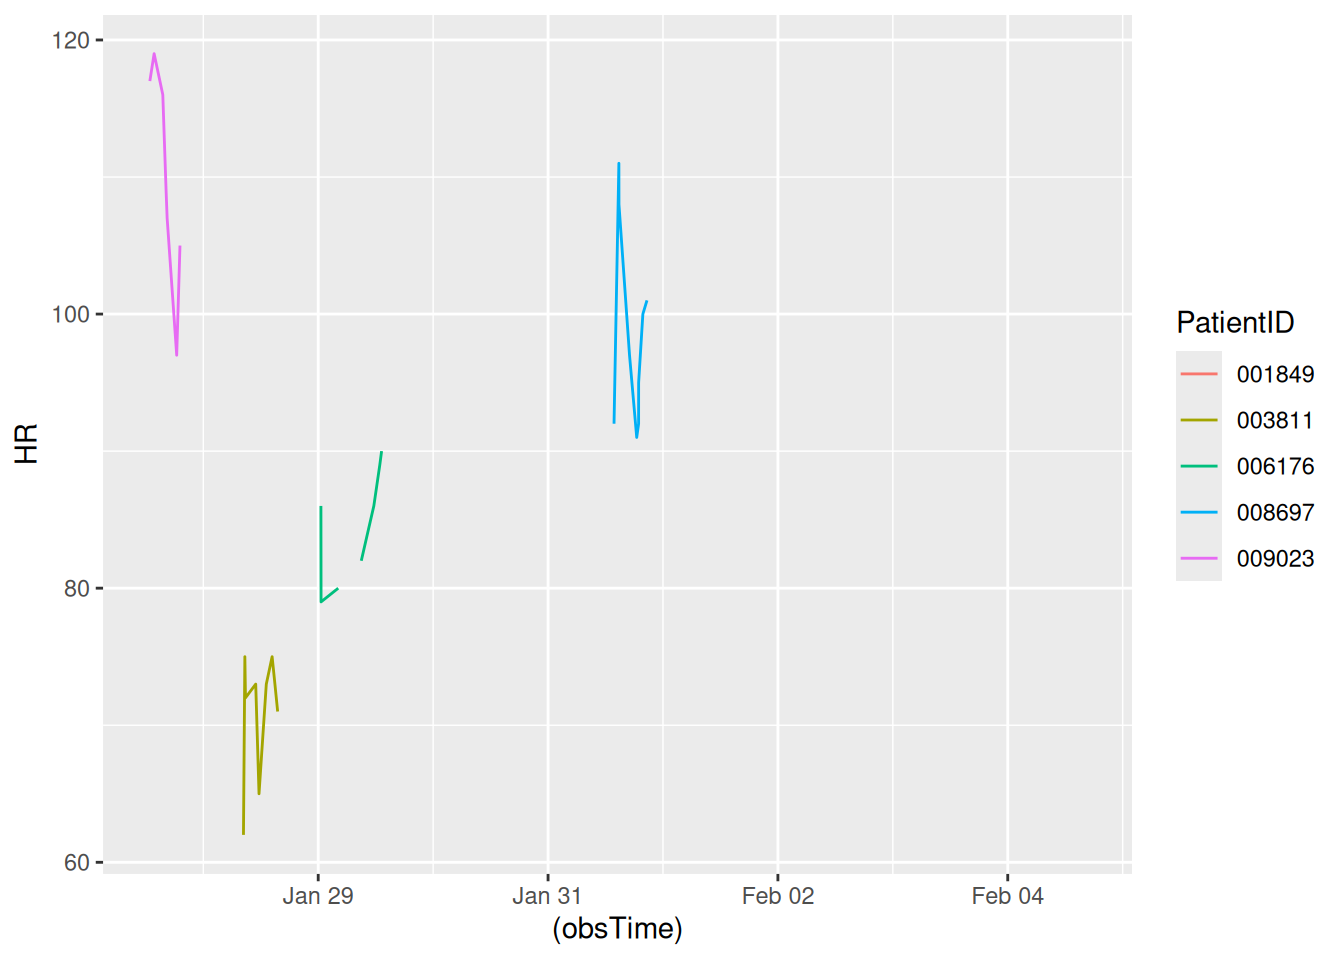 120
100
80
60
HR
Jan 29
Jan 31
Feb 02
Feb 04
(obsTime)
PatientID
001849
003811
006176
008697
009023